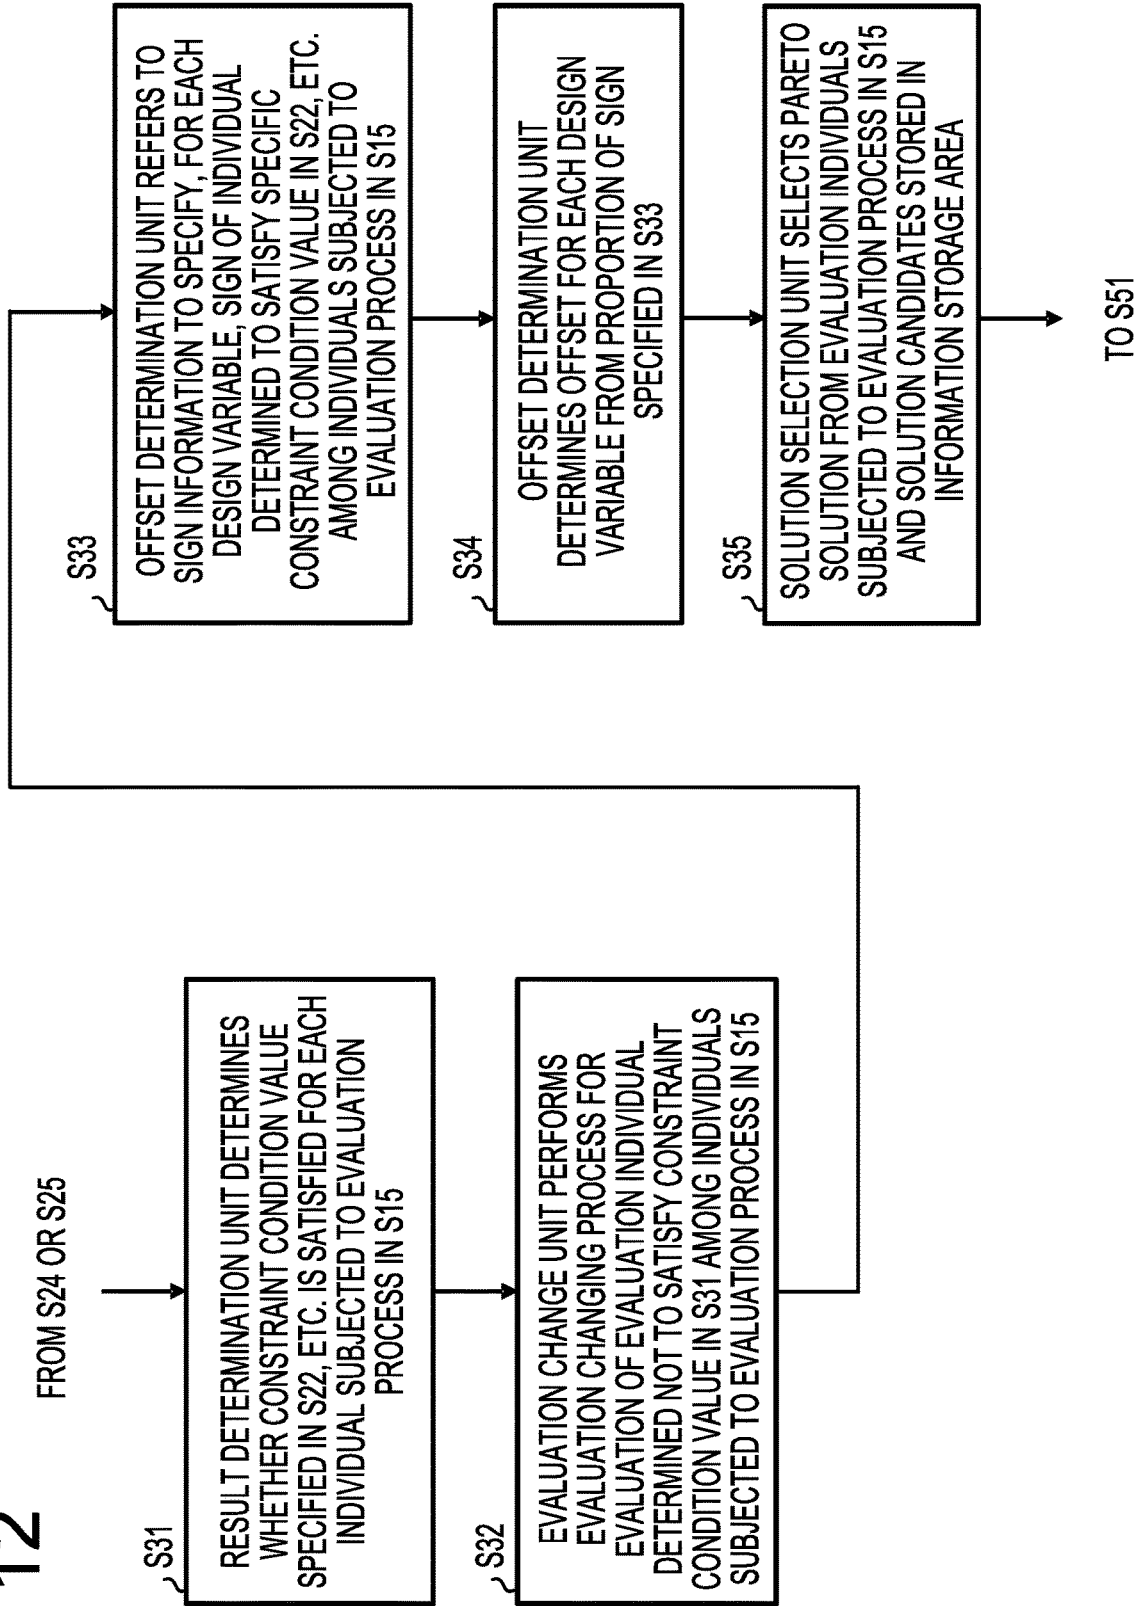 12
FROM S24 OR S25
S31
RESULT DETERMINATION UNIT DETERMINES
WHETHER CONSTRAINT CONDITION VALUE
SPECIFIED IN S22, ETC. IS SATISFIED FOR EACH
INDIVIDUAL SUBJECTED TO EVALUATION
PROCESS IN S15
S32
EVALUATION CHANGE UNIT PERFORMS
EVALUATION CHANGING PROCESS FOR
EVALUATION OF EVALUATION INDIVIDUAL
DETERMINED NOT TO SATISFY CONSTRAINT
CONDITION VALUE IN S31 AMONG INDIVIDUALS
SUBJECTED TO EVALUATION PROCESS IN S15
S33
OFFSET DETERMINATION UNIT REFERS TO
SIGN INFORMATION TO SPECIFY, FOR EACH
DESIGN VARIABLE, SIGN OF INDIVIDUAL
DETERMINED TO SATISFY SPECIFIC
CONSTRAINT CONDITION VALUE IN S22, ETC.
AMONG INDIVIDUALS SUBJECTED TO
EVALUATION PROCESS IN S15
S34
OFFSET DETERMINATION UNIT
DETERMINES OFFSET FOR EACH DESIGN
VARIABLE FROM PROPORTION OF SIGN
SPECIFIED IN S33
S35
SOLUTION SELECTION UNIT SELECTS PARETO
SOLUTION FROM EVALUATION INDIVIDUALS
SUBJECTED TO EVALUATION PROCESS IN S15
AND SOLUTION CANDIDATES STORED IN
INFORMATION STORAGE AREA
TO S51